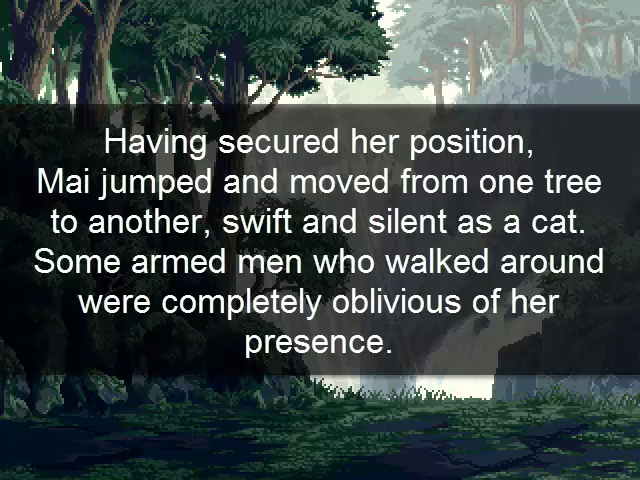 Having secured her position,
Mai jumped and moved from one tree
to another, swift and silent as a cat.
Some armed men who walked around
were completely oblivious of her
presence.